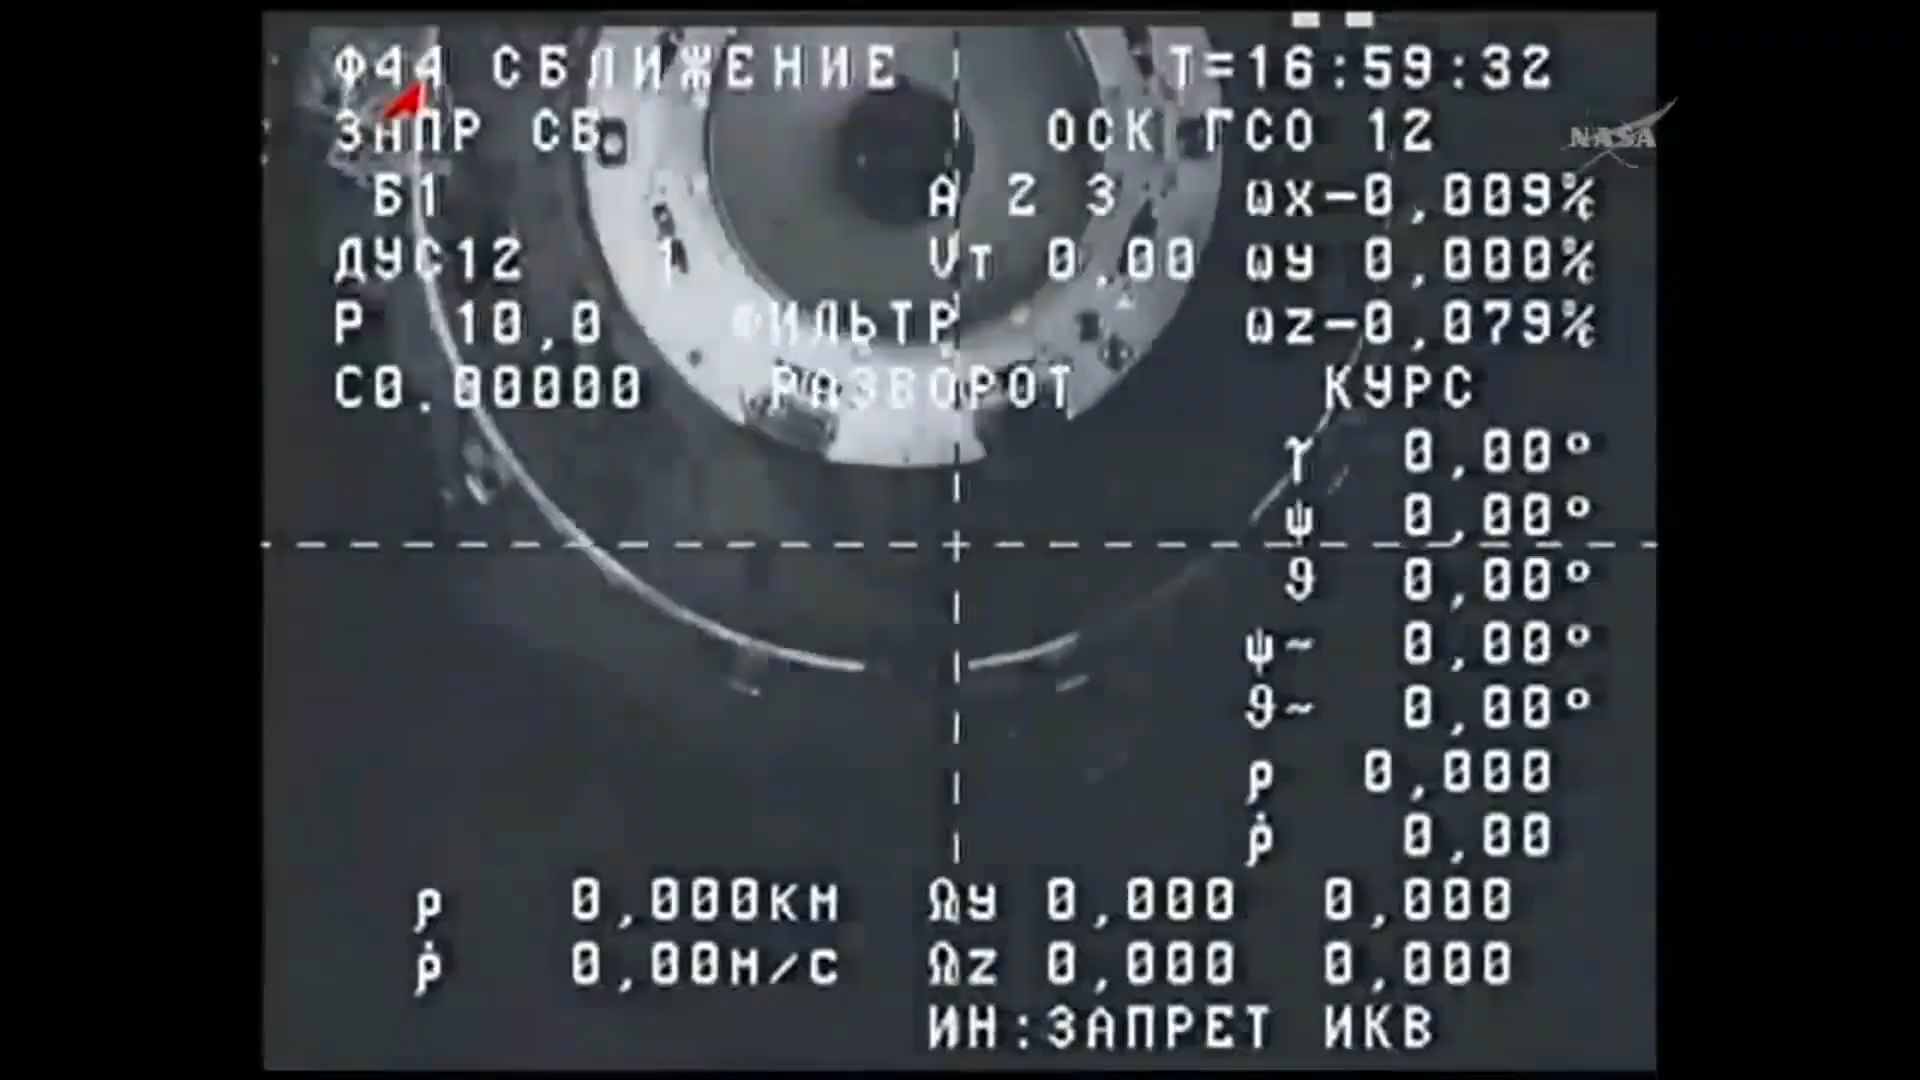 Ф44 СБЛИЖЕНИЕ T=16:59:32
ЗНПР СБ ОСК ГСО 12
NASA
Б1 А 2 3 ωX-0,009°/c
ДУС12 1 Vт 0,00 ωУ 0,000°/c
Р 10,0 ФИЛЬТР ωZ-0,079°/c
С0.00000 РАЗВОРОТ КУРС
γ 0,00°
ψ 0,00°
ϑ 0,00°
ψ~ 0,00°
ϑ~ 0,00°
ρ 0,000
ρ̇ 0,00
ρ 0,000КМ ΩУ 0,000 0,000
ρ̇ 0,00М/С ΩZ 0,000 0,000
ИН:ЗАПРЕТ ИКВ